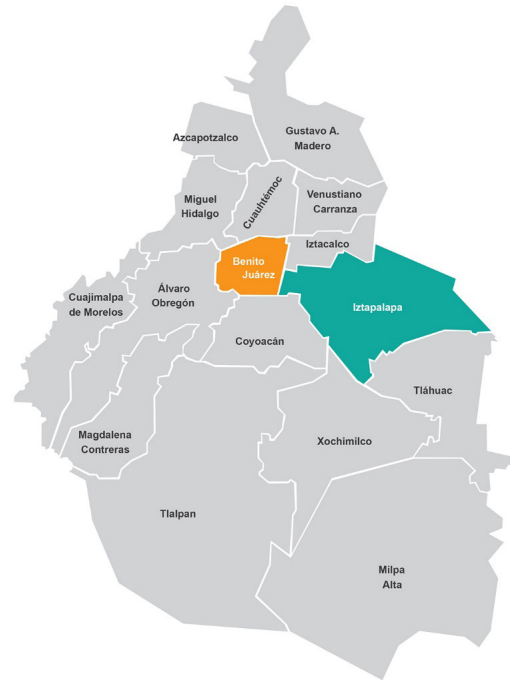 Gustavo A.
Madero
Azcapotzalco
Miguel
Hidalgo
Cuauhtémoc
Venustiano
Carranza
Iztacalco
Benito
Juárez
Cuajimalpa
de Morelos
Álvaro
Obregón
Iztapalapa
Coyoacán
Tláhuac
Magdalena
Contreras
Xochimilco
Tlalpan
Milpa
Alta